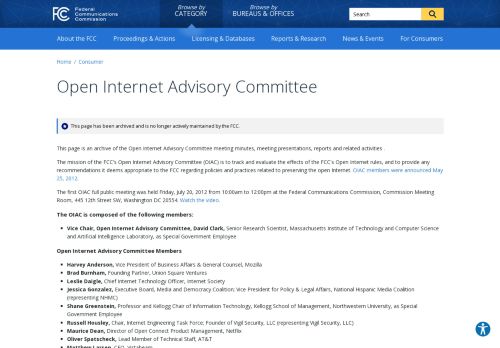 FCC Federal Communications Commission
Browse by CATEGORY
Browse by BUREAUS & OFFICES
Search
About the FCC Proceedings & Actions Licensing & Databases Reports & Research News & Events For Consumers
Home / Consumer
Open Internet Advisory Committee
This page has been archived and is no longer actively maintained by the FCC.
This page is an archive of the Open Internet Advisory Committee meeting minutes, meeting presentations, reports and related activities .
The mission of the FCC's Open Internet Advisory Committee (OIAC) is to track and evaluate the effects of the FCC's Open Internet rules, and to provide any
recommendations it deems appropriate to the FCC regarding policies and practices related to preserving the open Internet. OIAC members were announced May
25, 2012.
The first OIAC full public meeting was held Friday, July 20, 2012 from 10:00am to 12:00pm at the Federal Communications Commission, Commission Meeting
Room, 445 12th Street SW, Washington DC 20554. Watch the video.
The OIAC is composed of the following members:
• Vice Chair, Open Internet Advisory Committee, David Clark, Senior Research Scientist, Massachusetts Institute of Technology and Computer Science
and Artificial Intelligence Laboratory, as Special Government Employee
Open Internet Advisory Committee Members
• Harvey Anderson, Vice President of Business Affairs & General Counsel, Mozilla
• Brad Burnham, Founding Partner, Union Square Ventures
• Leslie Daigle, Chief Internet Technology Officer, Internet Society
• Jessica Gonzalez, Executive Board, Media and Democracy Coalition; Vice President for Policy & Legal Affairs, National Hispanic Media Coalition
(representing NHMC)
• Shane Greenstein, Professor and Kellogg Chair of Information Technology, Kellogg School of Management, Northwestern University, as Special
Government Employee
• Russell Housley, Chair, Internet Engineering Task Force; Founder of Vigil Security, LLC (representing Vigil Security, LLC)
• Maurice Dean, Director of Open Connect Product Management, Netflix
• Oliver Spatscheck, Lead Member of Technical Staff, AT&T